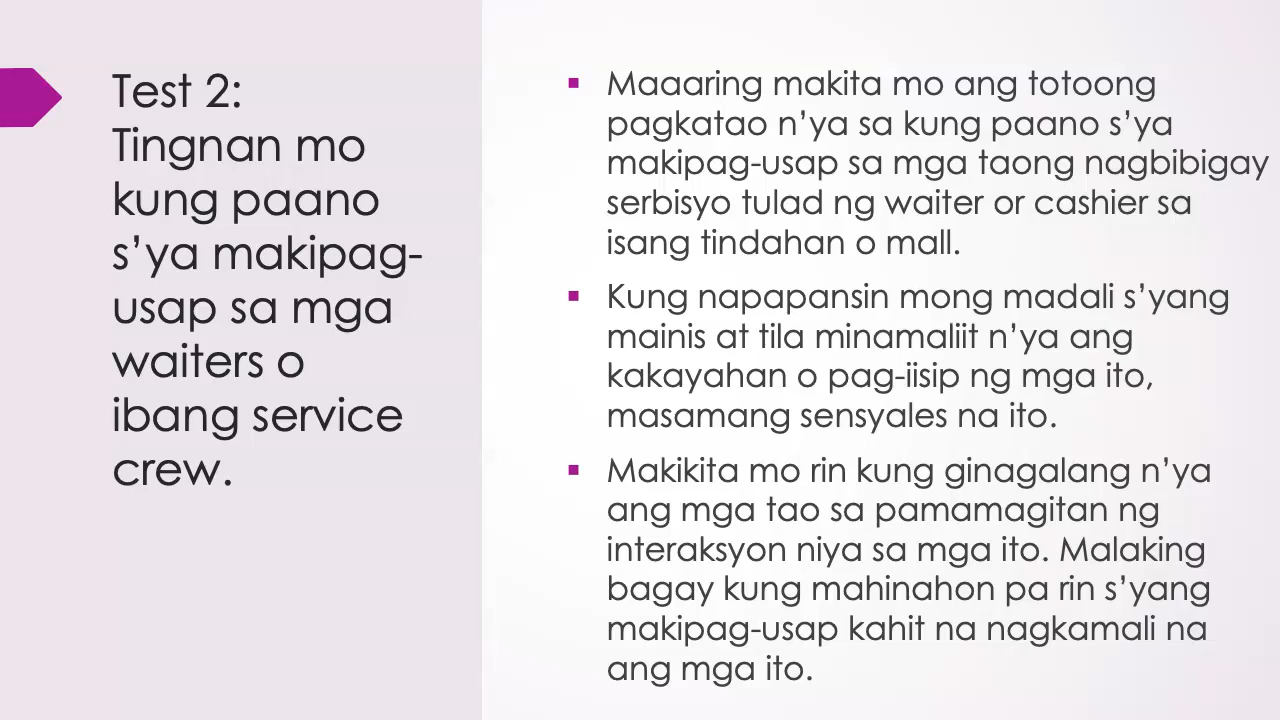 Test 2:
Tingnan mo
kung paano
s’ya makipag-
usap sa mga
waiters o
ibang service
crew.
Maaaring makita mo ang totoong
pagkatao n’ya sa kung paano s’ya
makipag-usap sa mga taong nagbibigay
serbisyo tulad ng waiter or cashier sa
isang tindahan o mall.
Kung napapansin mong madali s’yang
mainis at tila minamaliit n’ya ang
kakayahan o pag-iisip ng mga ito,
masamang sensyales na ito.
Makikita mo rin kung ginagalang n’ya
ang mga tao sa pamamagitan ng
interaksyon niya sa mga ito. Malaking
bagay kung mahinahon pa rin s’yang
makipag-usap kahit na nagkamali na
ang mga ito.